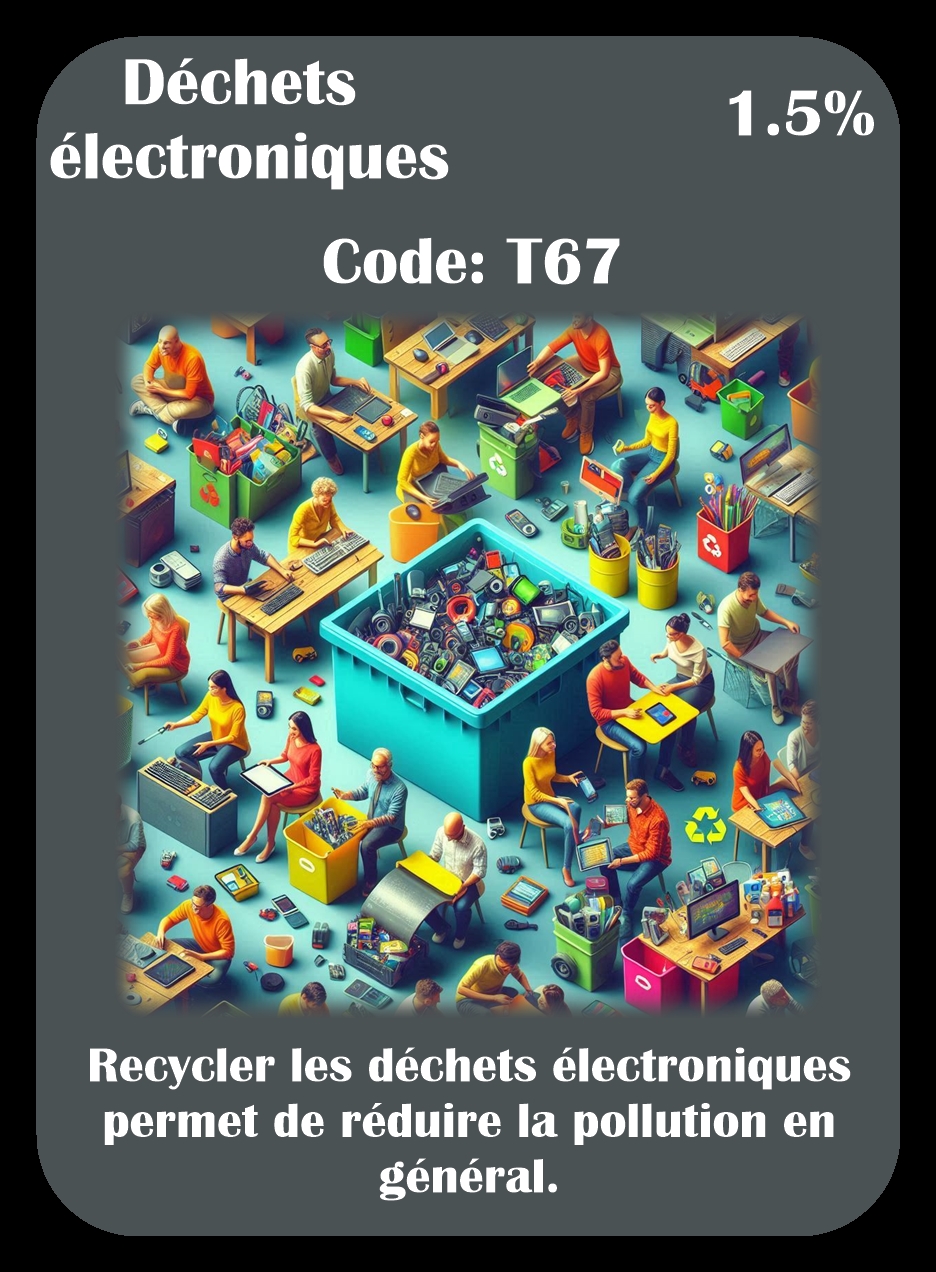 Déchets
électroniques
1.5%
Code: T67
Recycler les déchets électroniques
permet de réduire la pollution en
général.